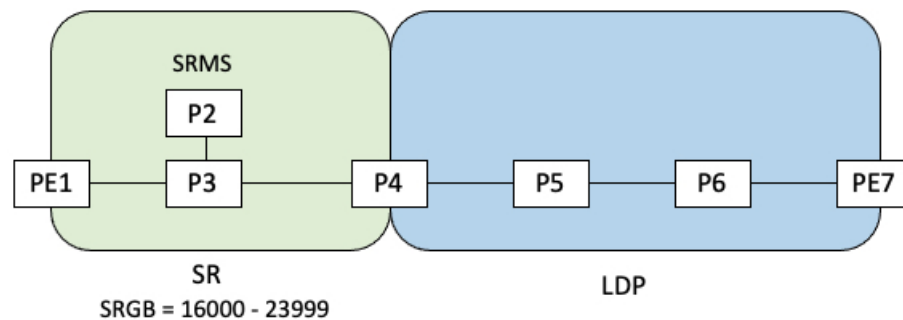 SRMS
P2
PE1
P3
P4
P5
P6
PE7
SR
LDP
SRGB = 16000 - 23999